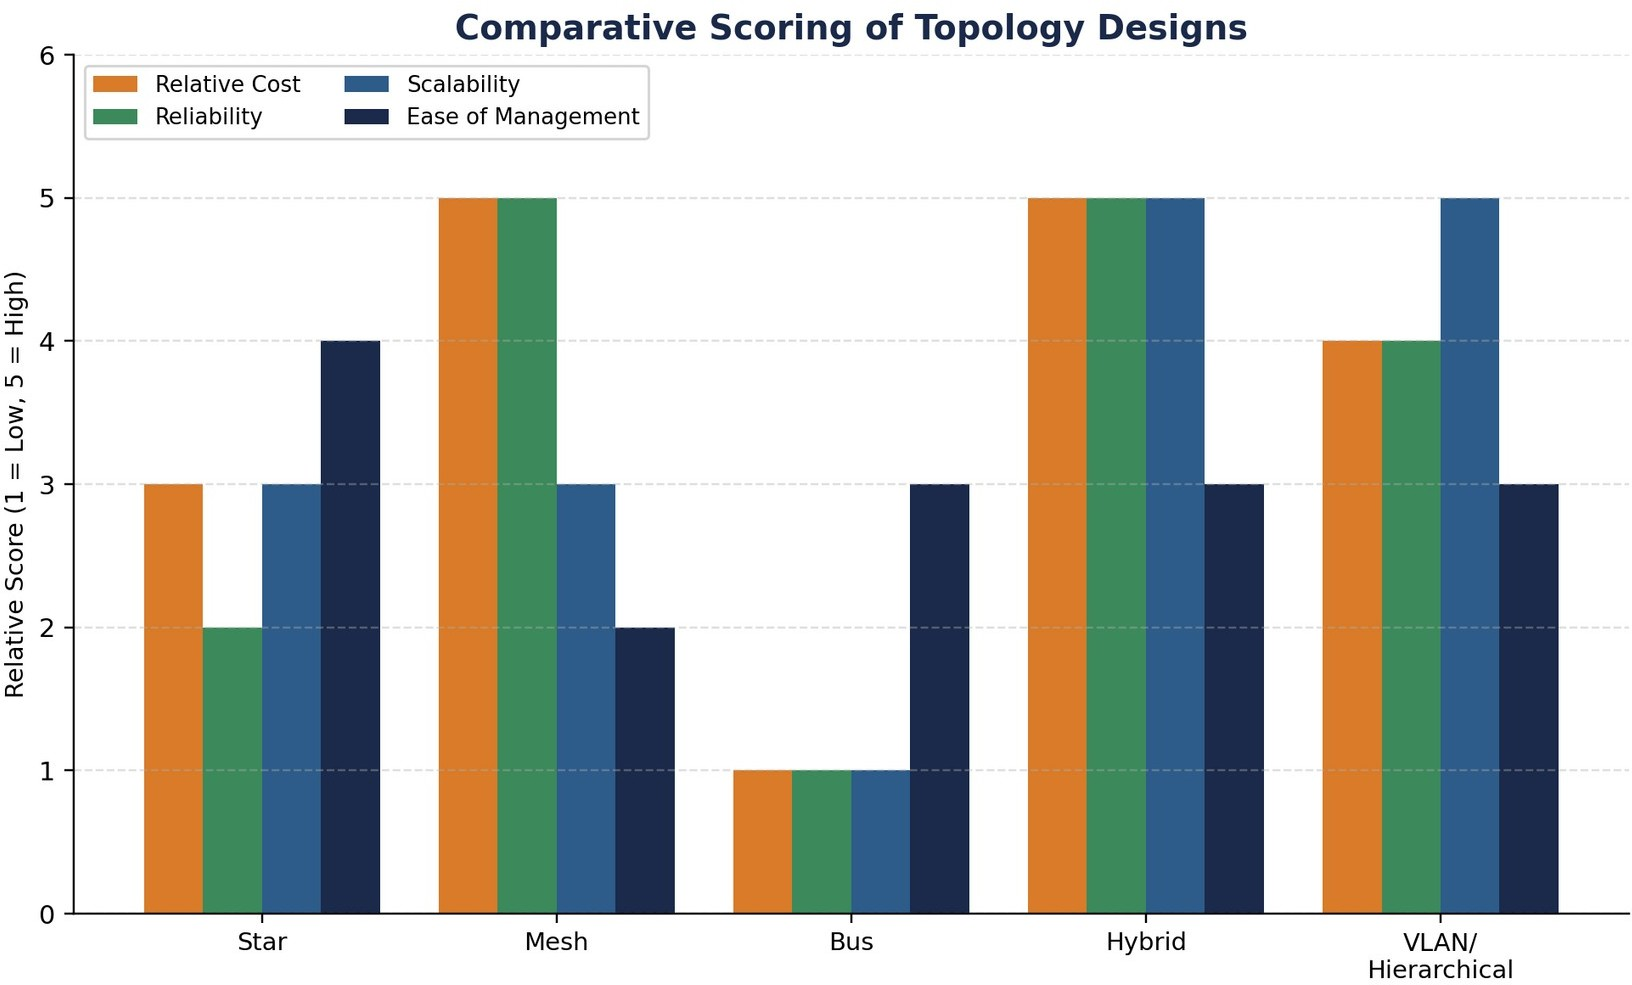 Comparative Scoring of Topology Designs
Relative Cost
Reliability
Scalability
Ease of Management
Relative Score (1 = Low, 5 = High)
6
5
4
3
2
1
0
Star
Mesh
Bus
Hybrid
VLAN/
Hierarchical